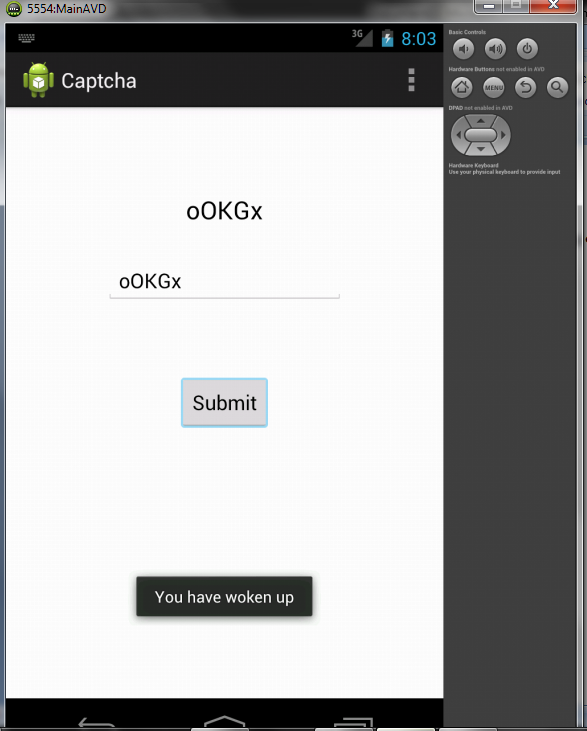 5554:MainAVD
3G 8:03
Captcha
oOKGx
oOKGx
Submit
You have woken up
Basic Controls
Hardware Buttons not enabled in AVD
MENU
DPAD not enabled in AVD
Hardware Keyboard
Use your physical keyboard to provide input